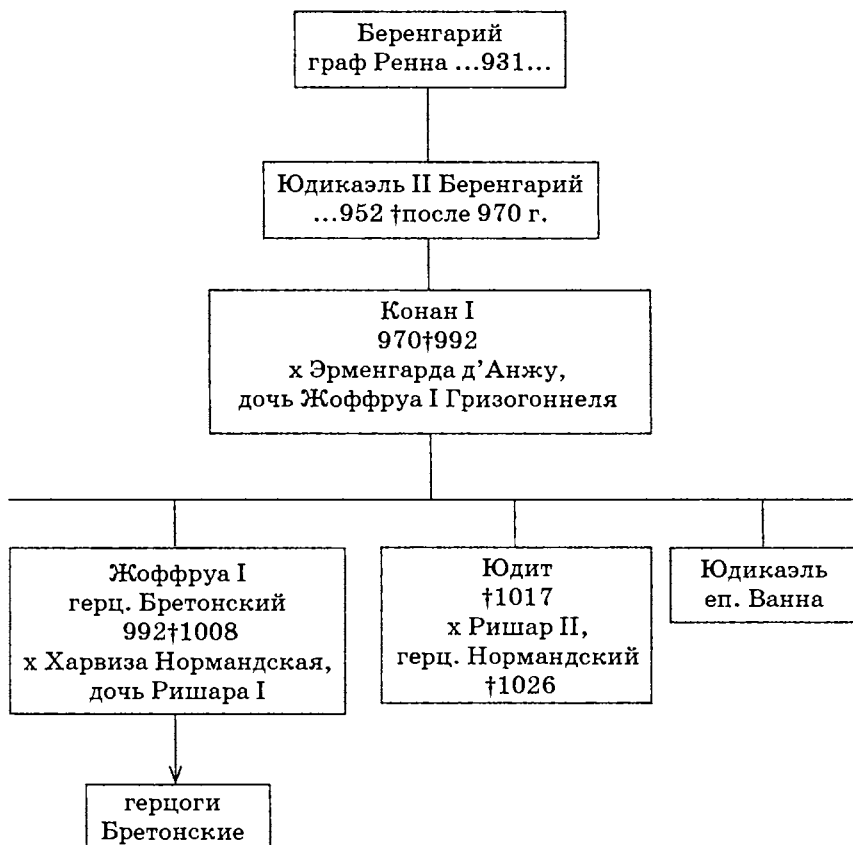 Беренгарий
граф Ренна ...931...
Юдикаэль II Беренгарий
...952 †после 970 г.
Конан I
970†992
x Эрменгарда д’Анжу,
дочь Жоффруа I Гризогоннеля
Жоффруа I
герц. Бретонский
992†1008
x Харвиза Нормандская,
дочь Ришара I
Юдит
†1017
x Ришар II,
герц. Нормандский
†1026
Юдикаэль
еп. Ванна
герцоги
Бретонские